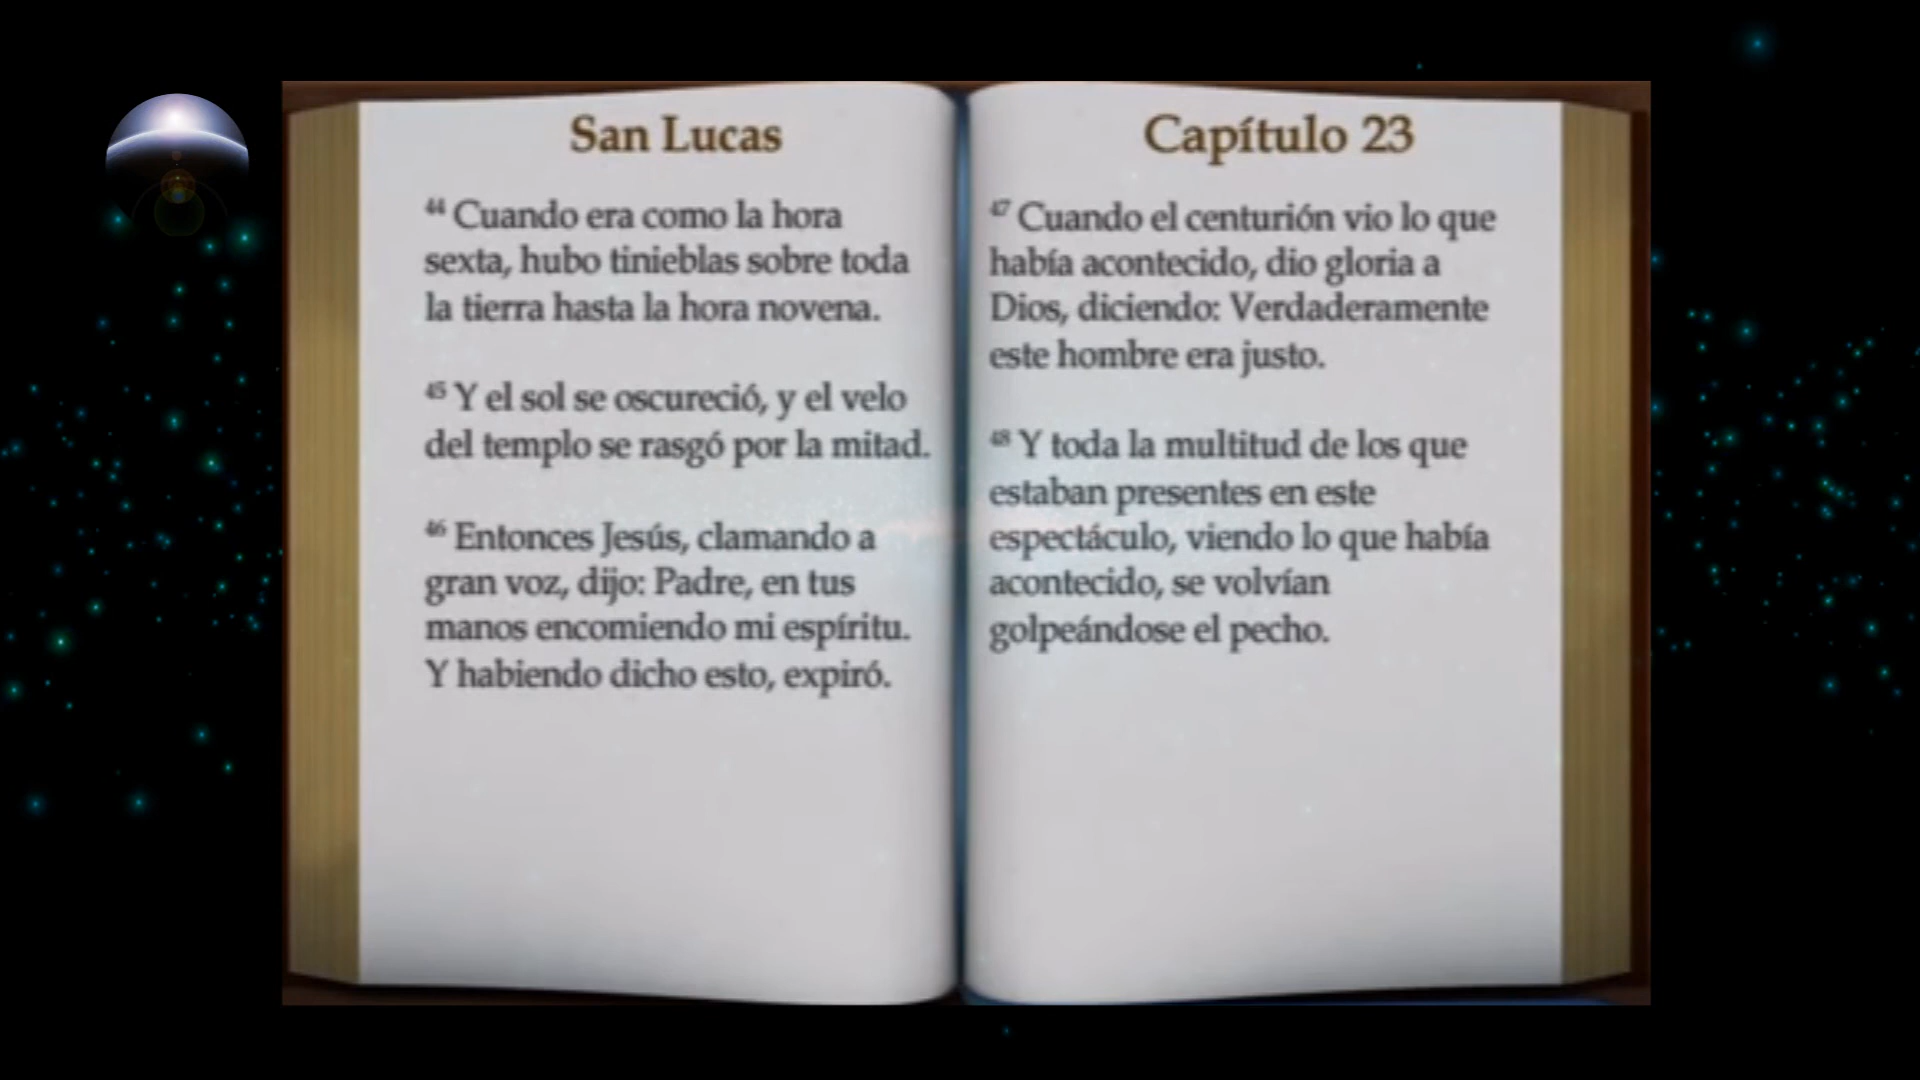 San Lucas
44 Cuando era como la hora
sexta, hubo tinieblas sobre toda
la tierra hasta la hora novena.
45 Y el sol se oscureció, y el velo
del templo se rasgó por la mitad.
46 Entonces Jesús, clamando a
gran voz, dijo: Padre, en tus
manos encomiendo mi espíritu.
Y habiendo dicho esto, expiró.
Capítulo 23
47 Cuando el centurión vio lo que
había acontecido, dio gloria a
Dios, diciendo: Verdaderamente
este hombre era justo.
48 Y toda la multitud de los que
estaban presentes en este
espectáculo, viendo lo que había
acontecido, se volvían
golpeándose el pecho.